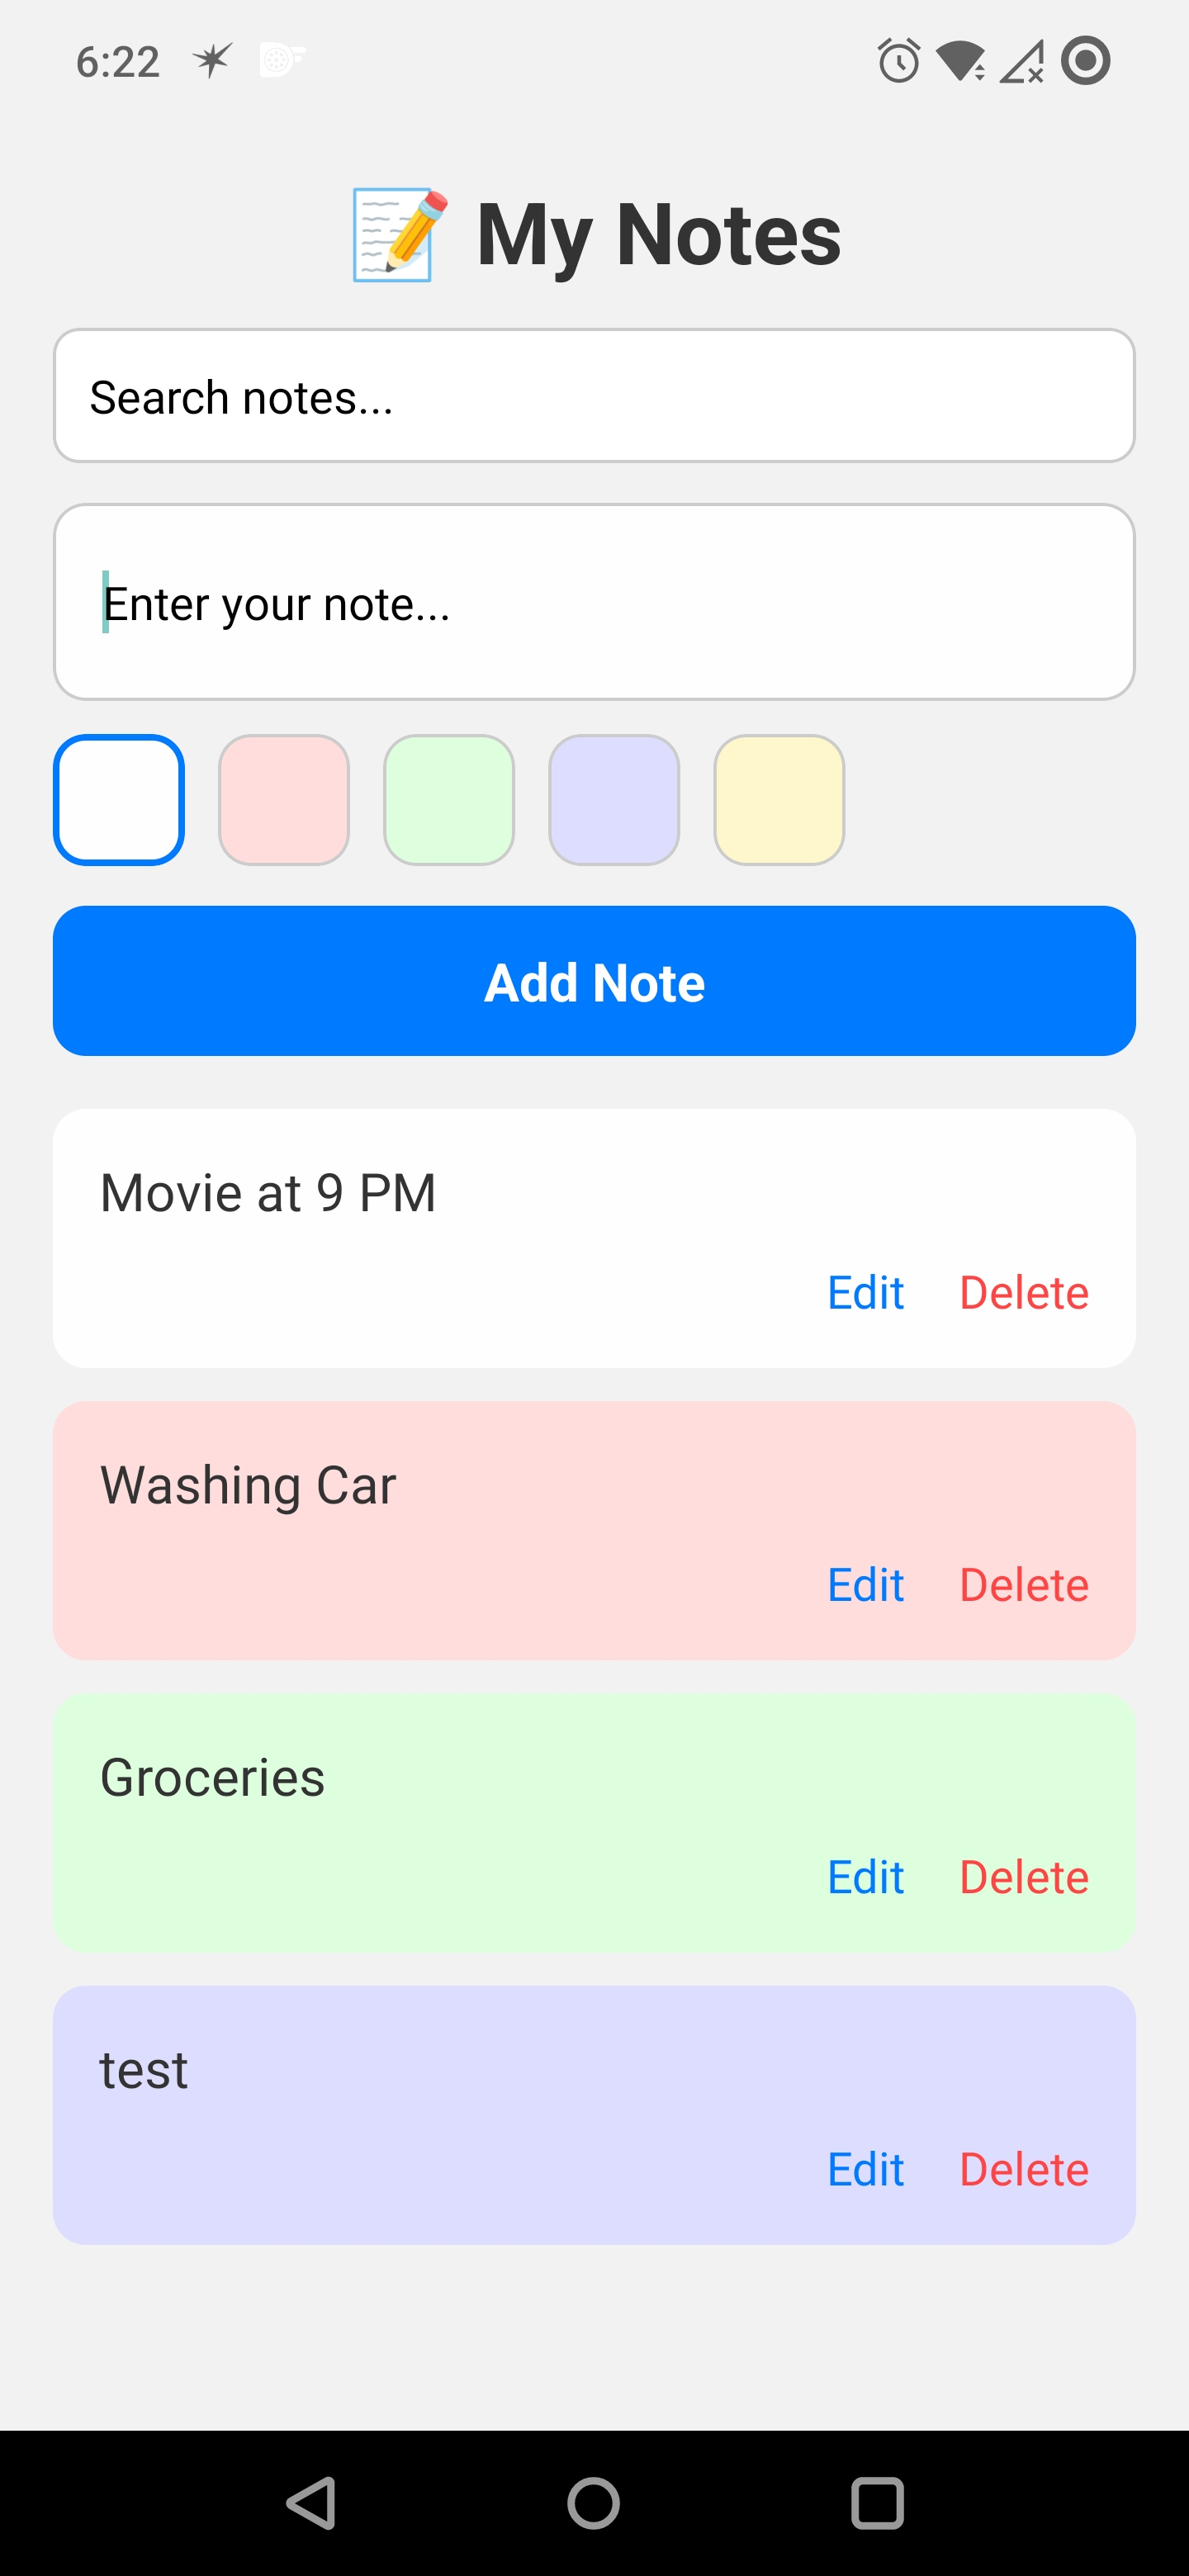 6:22
📝 My Notes
Search notes...
Enter your note...
Add Note
Movie at 9 PM
Edit Delete
Washing Car
Edit Delete
Groceries
Edit Delete
test
Edit Delete